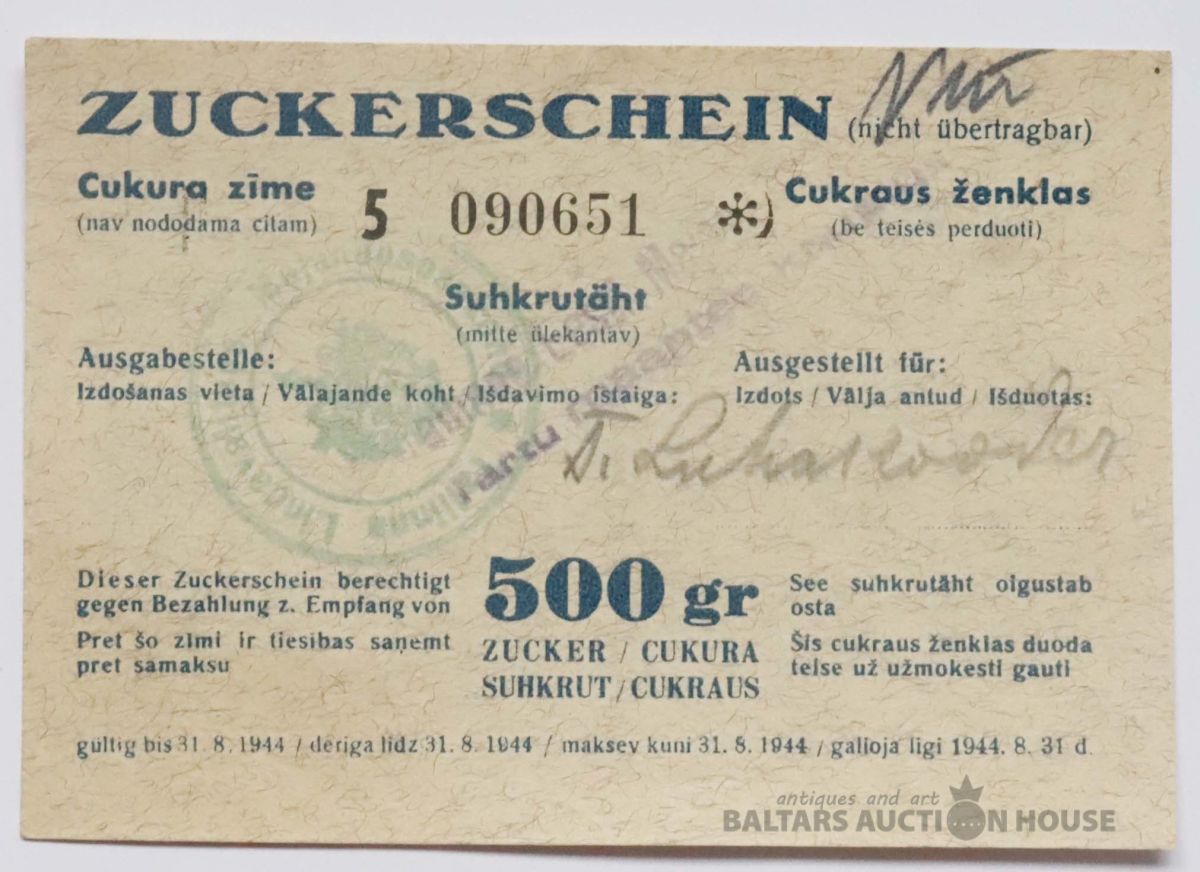 ZUCKERSCHEIN (nicht übertragbar)
Cukura zīme
(nav nododama citam)
5 090651 *)
Cukraus ženklas
(be teisės perduoti)
Suhkrutäht
(mitte ülekantav)
Ausgabestelle:
Izdošanas vieta / Välajande koht / Išdavimo įstaiga:
Ausgestellt für:
Izdots / Välja antud / Išduotas:
Dieser Zuckerschein berechtigt
gegen Bezahlung z. Empfang von
Pret šo zīmi ir tiesības saņemt
pret samaksu
500 gr
ZUCKER / CUKURA
SUHKRUT / CUKRAUS
See suhkrutäht oigustab
osta
Šis cukraus ženklas duoda
teise už užmokesti gauti
gültig bis 31. 8. 1944 / derīga līdz 31. 8. 1944 / maksev kuni 31. 8. 1944 / galioja ligi 1944. 8. 31 d.
antiques and art
BALTARS AUCTION HOUSE